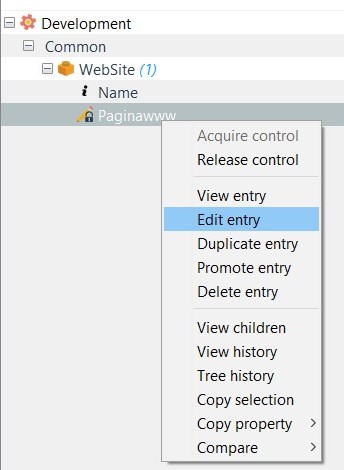 Development
Common
WebSite (1)
Name
Paginawww
Acquire control
Release control
View entry
Edit entry
Duplicate entry
Promote entry
Delete entry
View children
View history
Tree history
Copy selection
Copy property
Compare